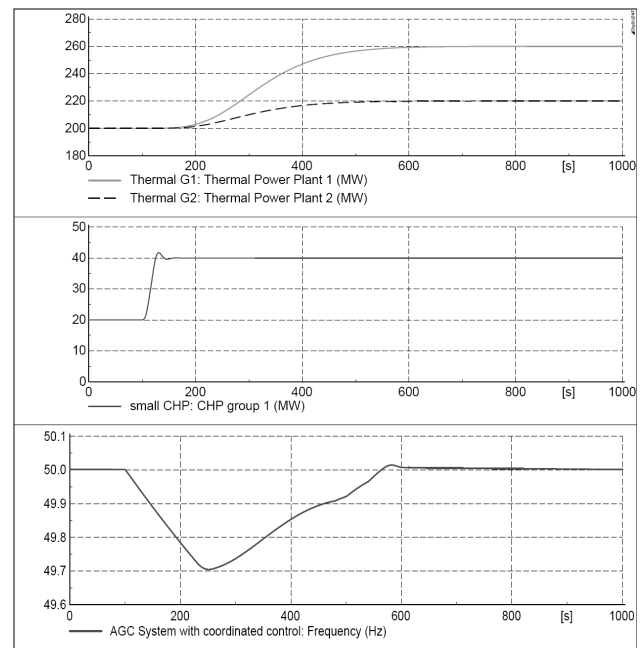 280
260
240
220
200
180
0 200 400 600 800 [s] 1000
Thermal G1: Thermal Power Plant 1 (MW)
Thermal G2: Thermal Power Plant 2 (MW)
50
40
30
20
10
0
0 200 400 600 800 [s] 1000
small CHP: CHP group 1 (MW)
50.1
50.0
49.9
49.8
49.7
49.6
0 200 400 600 800 [s] 1000
AGC System with coordinated control: Frequency (Hz)